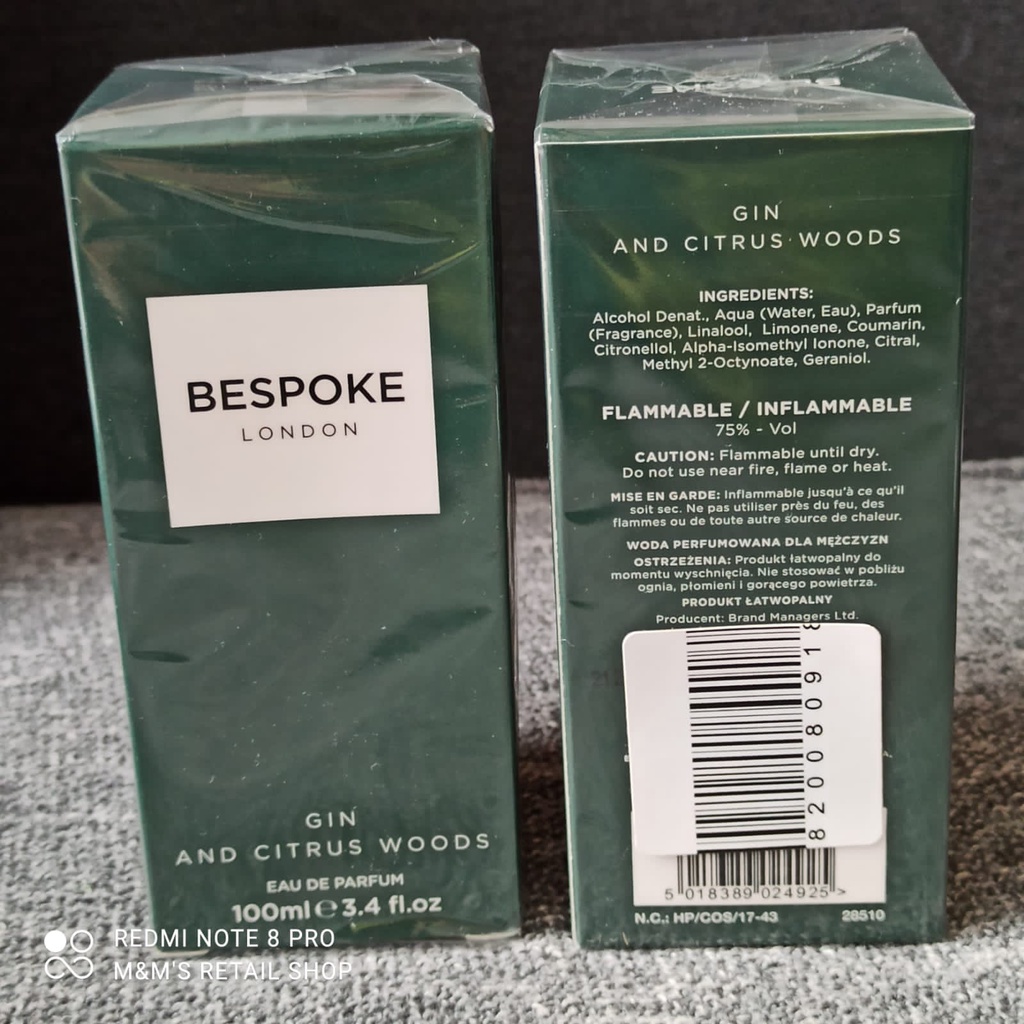 BESPOKE
LONDON
GIN
AND CITRUS WOODS
EAU DE PARFUM
100ml e 3.4 fl.oz
GIN
AND CITRUS WOODS
INGREDIENTS:
Alcohol Denat., Aqua (Water, Eau), Parfum
(Fragrance), Linalool, Limonene, Coumarin,
Citronellol, Alpha-Isomethyl Ionone, Citral,
Methyl 2-Octynoate, Geraniol.
FLAMMABLE / INFLAMMABLE
75% - Vol
CAUTION: Flammable until dry.
Do not use near fire, flame or heat.
MISE EN GARDE: Inflammable jusqu'à ce qu'il
soit sec. Ne pas utiliser près du feu, des
flammes ou de toute autre source de chaleur.
WODA PERFUMOWANA DLA MĘŻCZYZN
OSTRZEŻENIA: Produkt łatwopalny do
momentu wyschnięcia. Nie stosować w pobliżu
ognia, płomieni i gorącego powietrza.
PRODUKT ŁATWOPALNY
Producent: Brand Managers Ltd.
820080918
5 018389 024925 >
N.C.: HP/COS/17-43 28510
REDMI NOTE 8 PRO
M&M'S RETAIL SHOP